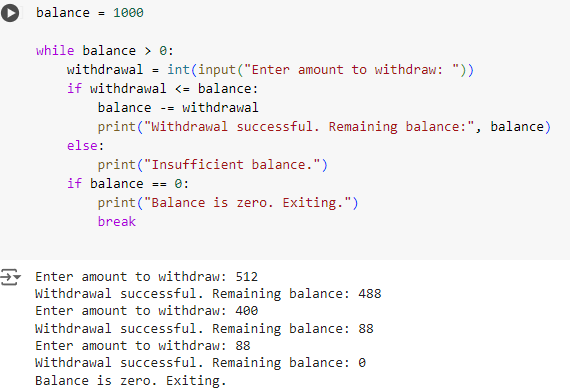 balance = 1000
while balance > 0:
    withdrawal = int(input("Enter amount to withdraw: "))
    if withdrawal <= balance:
        balance -= withdrawal
        print("Withdrawal successful. Remaining balance:", balance)
    else:
        print("Insufficient balance.")
    if balance == 0:
        print("Balance is zero. Exiting.")
        break
Enter amount to withdraw: 512
Withdrawal successful. Remaining balance: 488
Enter amount to withdraw: 400
Withdrawal successful. Remaining balance: 88
Enter amount to withdraw: 88
Withdrawal successful. Remaining balance: 0
Balance is zero. Exiting.